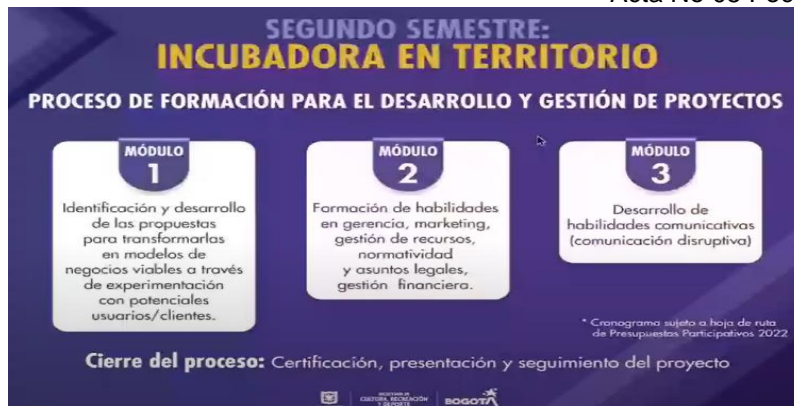 SEGUNDO SEMESTRE:
INCUBADORA EN TERRITORIO
PROCESO DE FORMACIÓN PARA EL DESARROLLO Y GESTIÓN DE PROYECTOS
MÓDULO
1
Identificación y desarrollo
de las propuestas
para transformarlas
en modelos de
negocios viables a través
de experimentación
con potenciales
usuarios/clientes.
MÓDULO
2
Formación de habilidades
en gerencia, marketing,
gestión de recursos,
normatividad
y asuntos legales,
gestión financiera.
MÓDULO
3
Desarrollo de
habilidades comunicativas
(comunicación disruptiva)
* Cronograma sujeto a hoja de ruta
de Presupuestos Participativos 2022
Cierre del proceso: Certificación, presentación y seguimiento del proyecto
CULTURA, RECREACIÓN
Y DEPORTE
BOGOTÁ